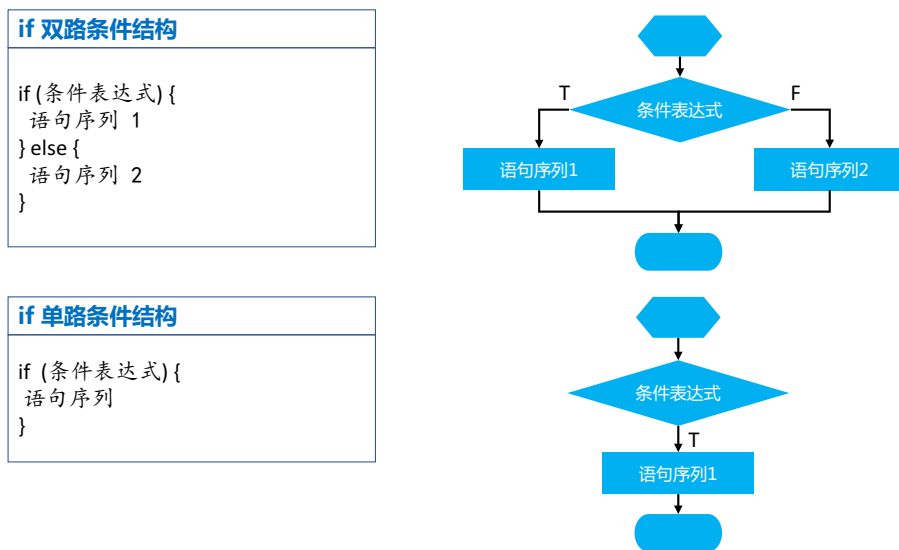 if 双路条件结构
if (条件表达式) {
语句序列 1
} else {
语句序列 2
}
T
条件表达式
F
语句序列1
语句序列2
if 单路条件结构
if (条件表达式) {
语句序列
}
条件表达式
T
语句序列1